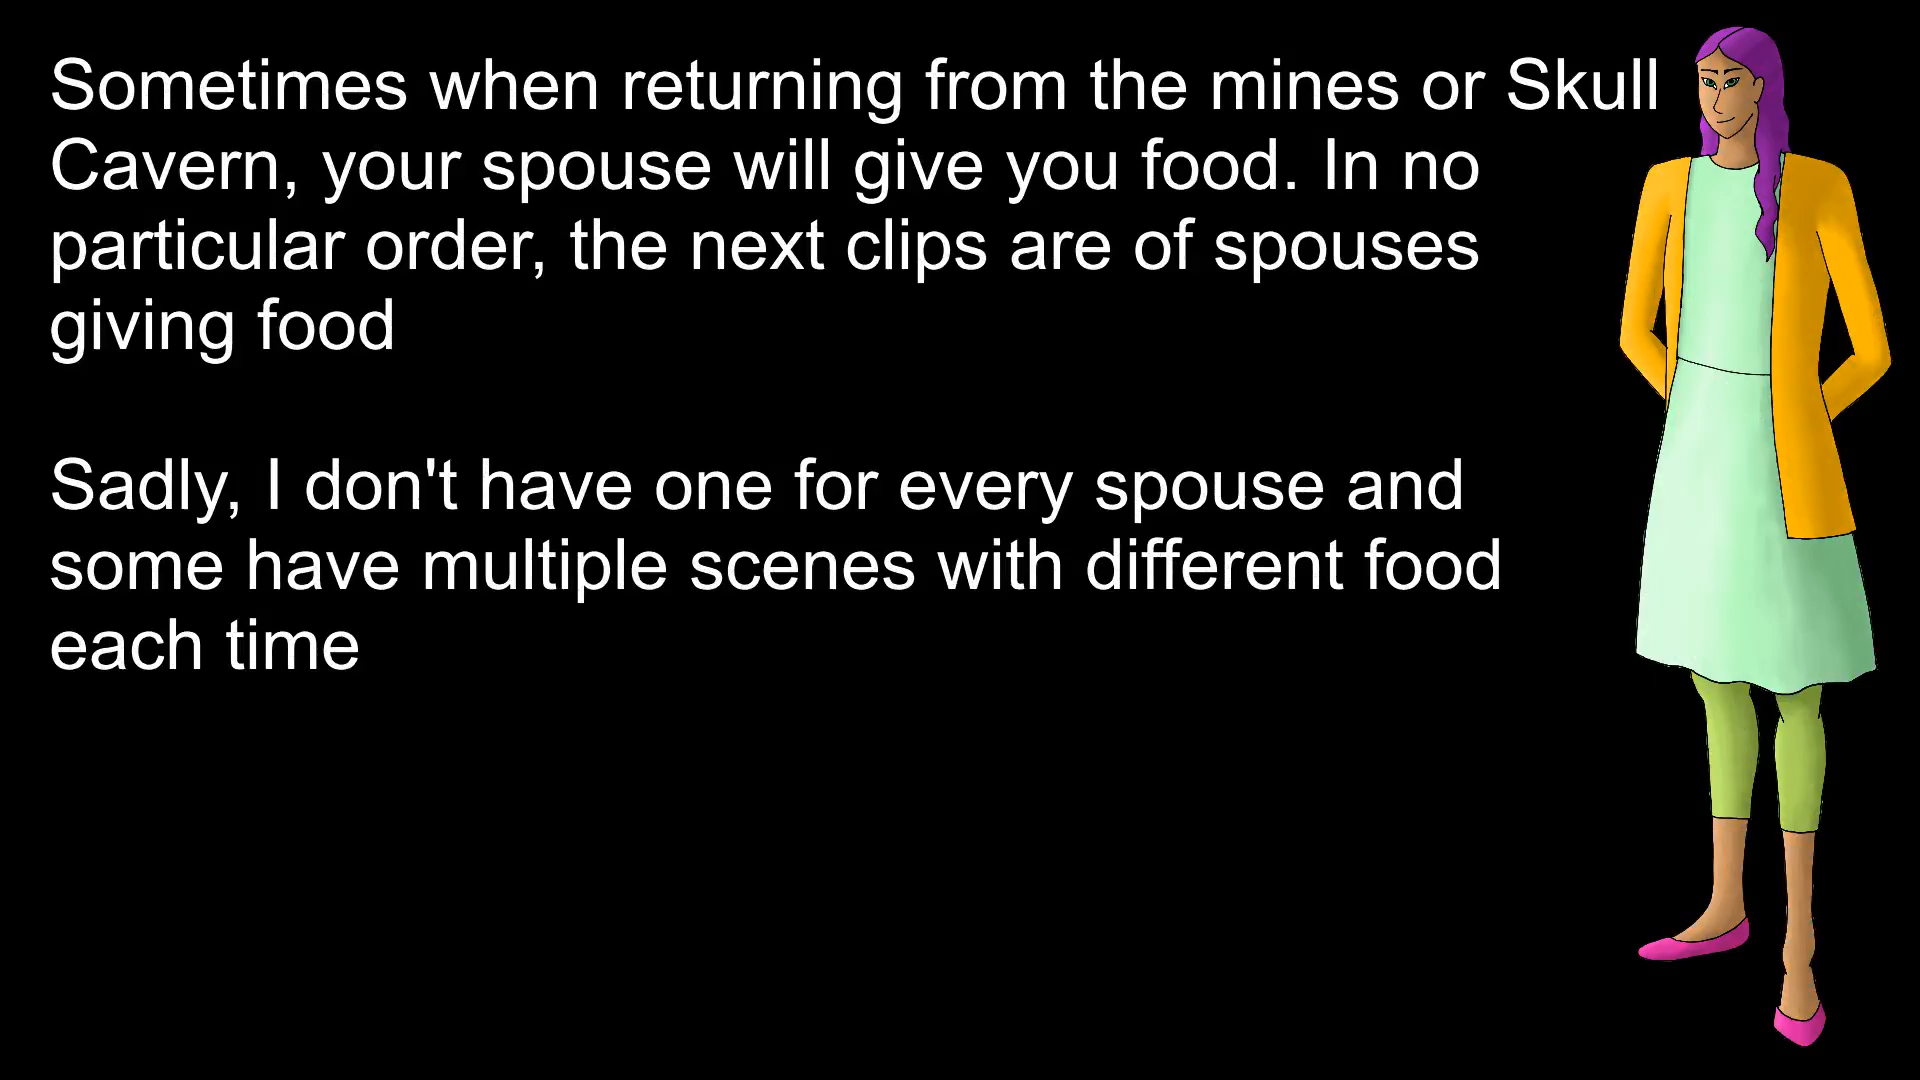 Sometimes when returning from the mines or Skull
Cavern, your spouse will give you food. In no
particular order, the next clips are of spouses
giving food
Sadly, I don't have one for every spouse and
some have multiple scenes with different food
each time